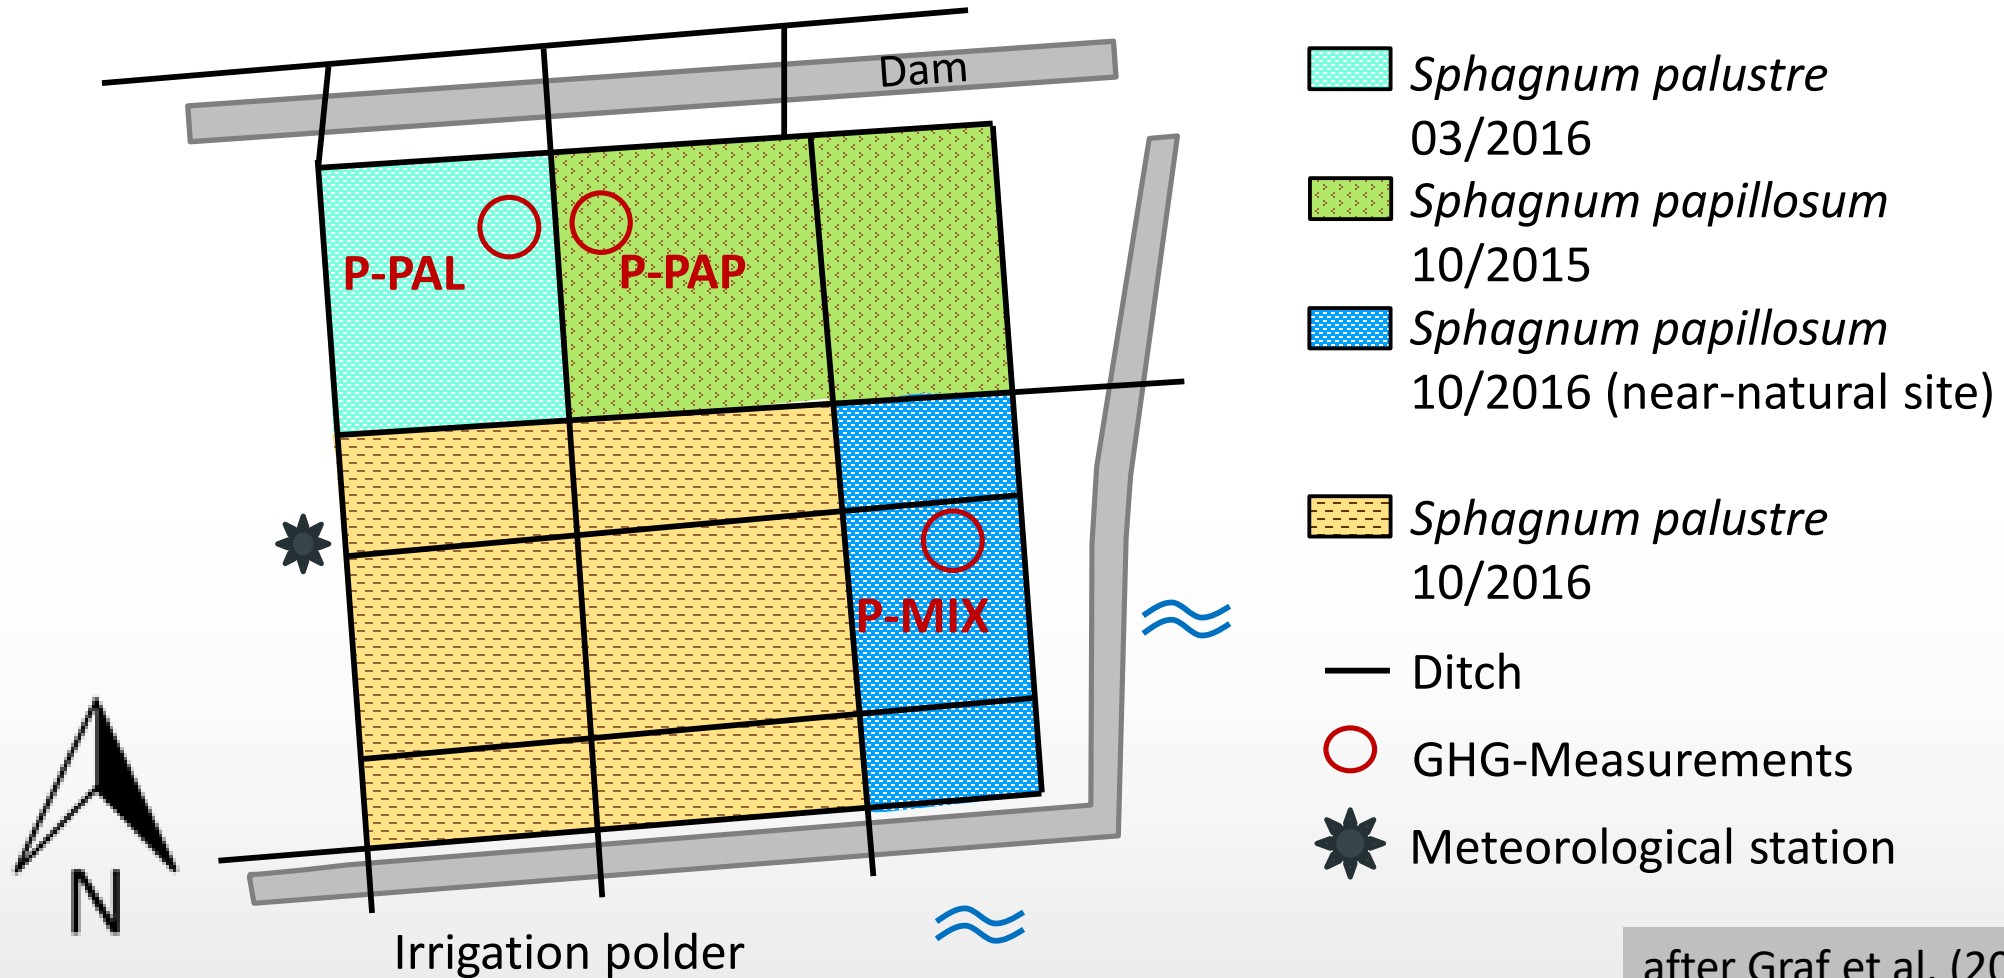 Dam
P-PAL
P-PAP
P-MIX
Irrigation polder
N
Sphagnum palustre
03/2016
Sphagnum papillosum
10/2015
Sphagnum papillosum
10/2016 (near-natural site)
Sphagnum palustre
10/2016
Ditch
GHG-Measurements
Meteorological station
after Graf et al.